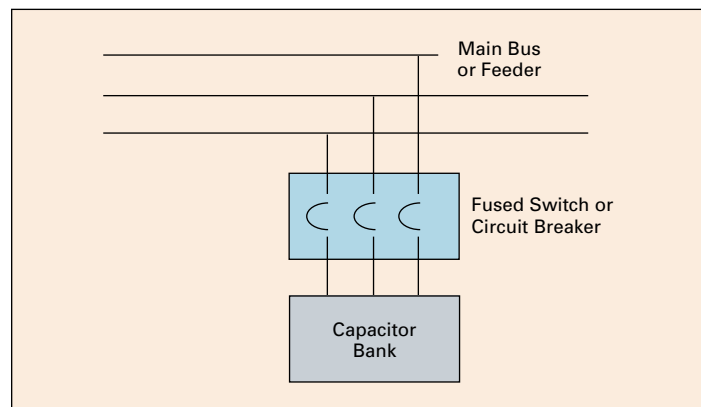 Main Bus
or Feeder
Fused Switch or
Circuit Breaker
Capacitor
Bank